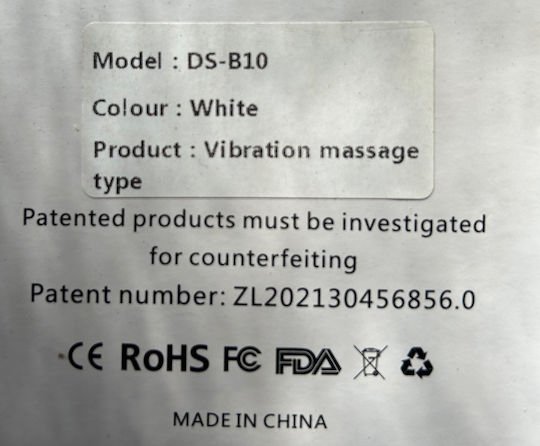 Model : DS-B10
Colour : White
Product : Vibration massage
type
Patented products must be investigated
for counterfeiting
Patent number: ZL202130456856.0
CE RoHS FC FDA
MADE IN CHINA